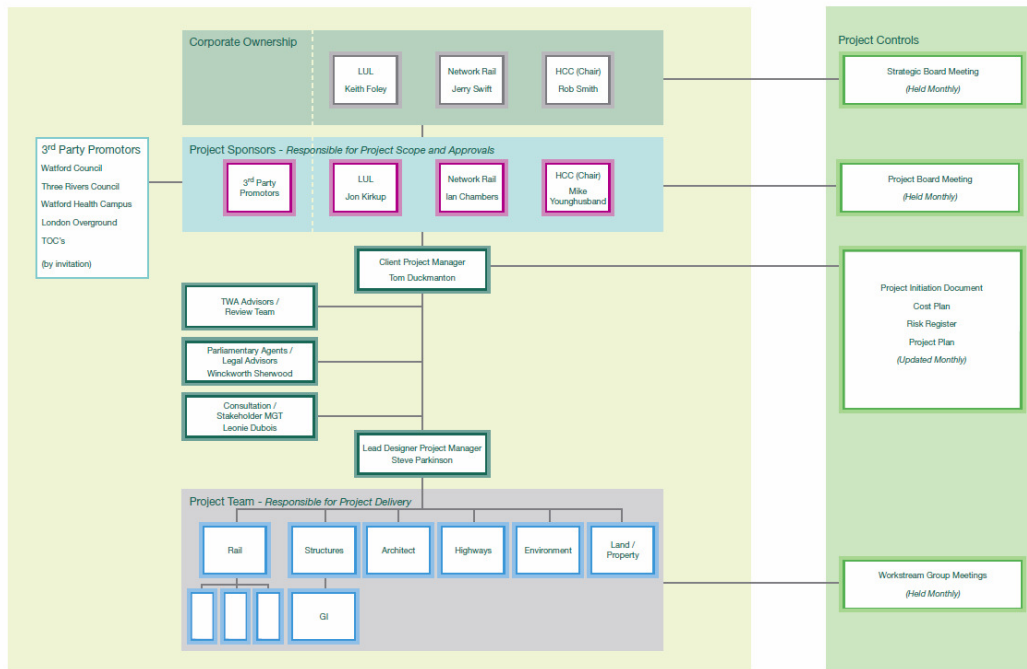 Corporate Ownership
LUL
Keith Foley
Network Rail
Jerry Swift
HCC (Chair)
Rob Smith
Project Controls
Strategic Board Meeting
(Held Monthly)
3rd Party Promotors
Watford Council
Three Rivers Council
Watford Health Campus
London Overground
TOC's
(by invitation)
Project Sponsors - Responsible for Project Scope and Approvals
3rd Party
Promotors
LUL
Jon Kirkup
Network Rail
Ian Chambers
HCC (Chair)
Mike
Younghusband
Project Board Meeting
(Held Monthly)
Client Project Manager
Tom Duckmanton
Project Initiation Document
Cost Plan
Risk Register
Project Plan
(Updated Monthly)
TWA Advisors /
Review Team
Parliamentary Agents /
Legal Advisors
Winckworth Sherwood
Consultation /
Stakeholder MGT
Leonie Dubois
Lead Designer Project Manager
Steve Parkinson
Project Team - Responsible for Project Delivery
Rail
Structures
Architect
Highways
Environment
Land /
Property
GI
Workstream Group Meetings
(Held Monthly)